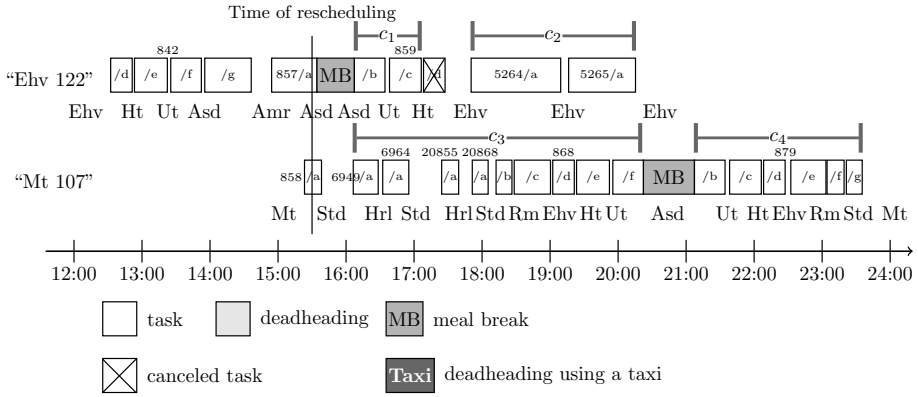 Time of rescheduling
c1 c2
842 859
"Ehv 122" /d /e /f /g 857/a MB /b /c /d 5264/a 5265/a
Ehv Ht Ut Asd Amr Asd Asd Ut Ht Ehv Ehv Ehv
c3 c4
6964 20855 20868 868 879
"Mt 107" 858 /a 6949/a /a /a /a /b /c /d /e /f MB /b /c /d /e /f /g
Mt Std Hrl Std Hrl Std Rm Ehv Ht Ut Asd Ut Ht Ehv Rm Std Mt
12:00 13:00 14:00 15:00 16:00 17:00 18:00 19:00 20:00 21:00 22:00 23:00 24:00
task deadheading MB meal break
canceled task Taxi deadheading using a taxi